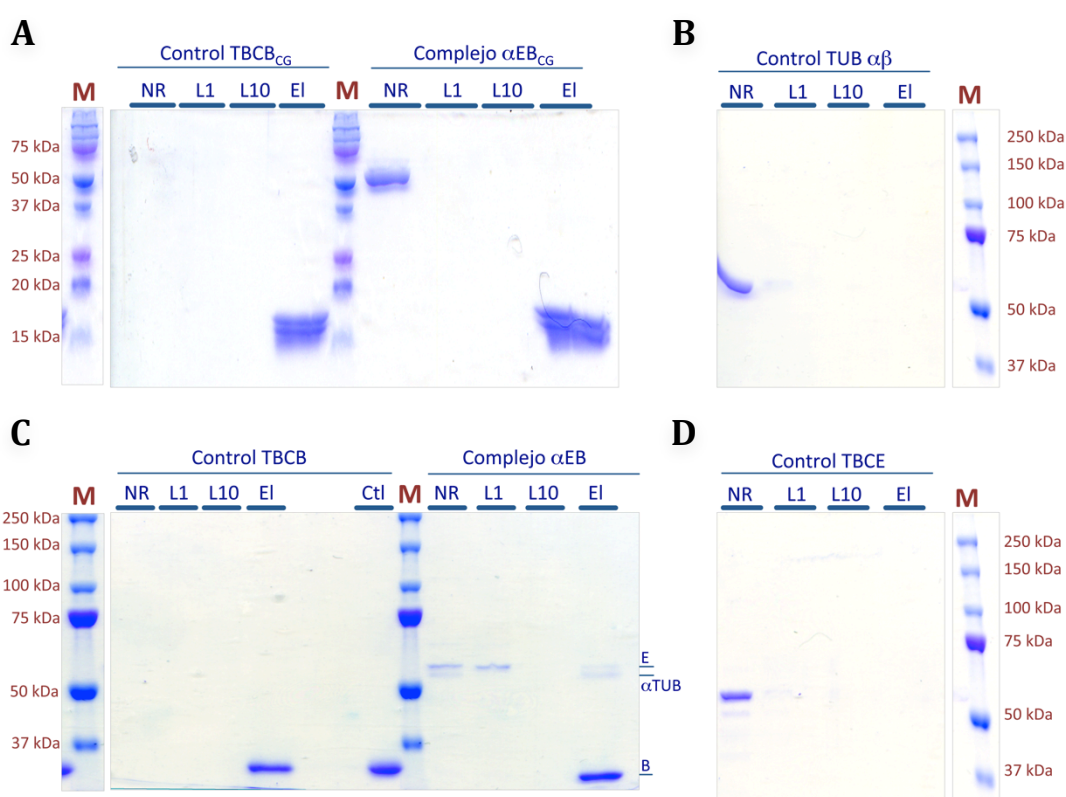 A
Control TBCB_CG
Complejo αEB_CG
M
NR L1 L10 El
M
NR L1 L10 El
75 kDa
50 kDa
37 kDa
25 kDa
20 kDa
15 kDa
B
Control TUB αβ
NR L1 L10 El
M
250 kDa
150 kDa
100 kDa
75 kDa
50 kDa
37 kDa
C
Control TBCB
Complejo αEB
M
NR L1 L10 El Ctl
M
NR L1 L10 El
250 kDa
150 kDa
100 kDa
75 kDa
50 kDa
37 kDa
E
αTUB
B
D
Control TBCE
NR L1 L10 El
M
250 kDa
150 kDa
100 kDa
75 kDa
50 kDa
37 kDa